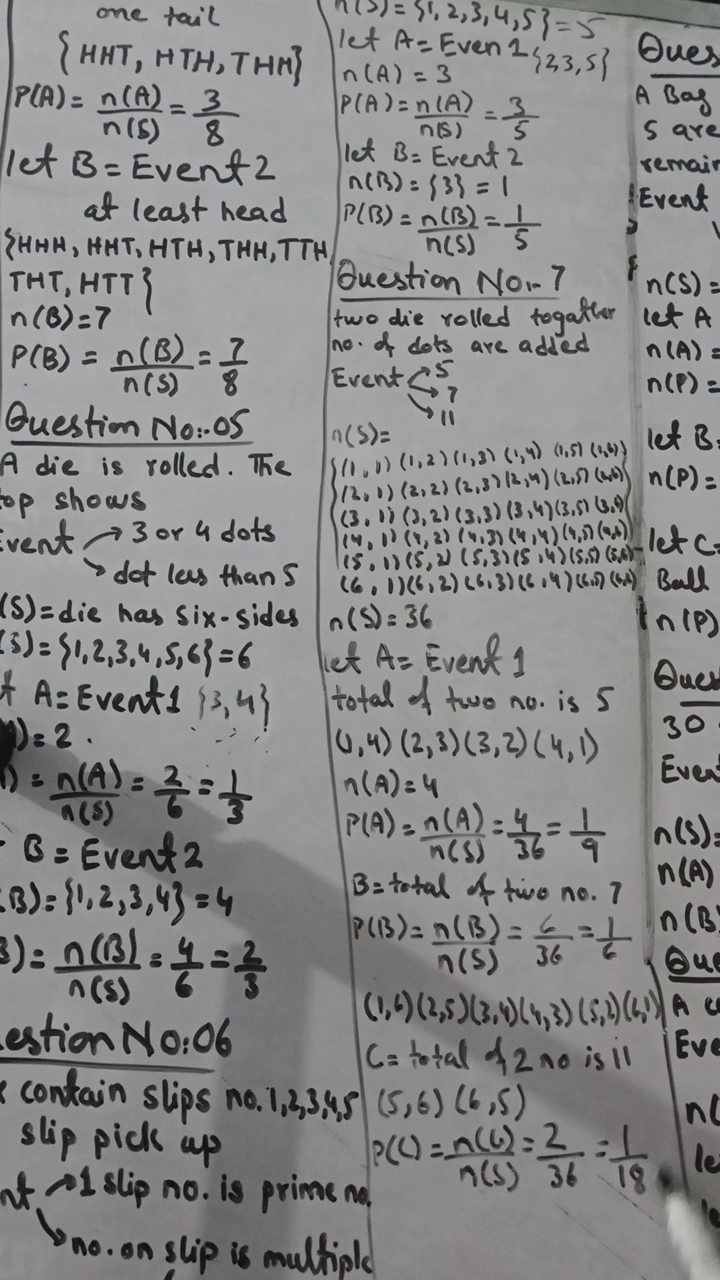 one tail
{HHT, HTH, THH}
P(A) = n(A)/n(S) = 3/8
let B = Event 2
at least head
{HHH, HHT, HTH, THH, TTH,
THT, HTT}
n(B)=7
P(B) = n(B)/n(S) = 7/8
Question No:-05
A die is rolled. The
top shows
Event → 3 or 4 dots
↘ dot less than 5
(S)=die has six-sides
(S)={1,2,3,4,5,6}=6
A=Event1 {3,4}
)=2.
) = n(A)/n(S) = 2/6 = 1/3
B = Event 2
(B)={1,2,3,4}=4
B)= n(B)/n(S) = 4/6 = 2/3
estion No:06
contain slips no.1,2,3,4,5
slip pick up
nt → 1 slip no. is prime no.
↘ no. on slip is multiple
n(S)={1,2,3,4,5}=5
let A=Even 1 {2,3,5}
n(A)=3
P(A)= n(A)/n(S) = 3/5
let B=Event 2
n(B)={3}=1
P(B)= n(B)/n(S) = 1/5
Question No:- 7
two die rolled togather
no. of dots are added
Event → 5
→ 7
→ 11
n(S)=
{(1,1)(1,2)(1,3)(1,4)(1,5)(1,6)
(2,1)(2,2)(2,3)(2,4)(2,5)(2,6)
(3,1)(3,2)(3,3)(3,4)(3,5)(3,6)
(4,1)(4,2)(4,3)(4,4)(4,5)(4,6)
(5,1)(5,2)(5,3)(5,4)(5,5)(5,6)
(6,1)(6,2)(6,3)(6,4)(6,5)(6,6)
n(S)=36
let A= Event 1
total of two no. is 5
(1,4)(2,3)(3,2)(4,1)
n(A)=4
P(A)= n(A)/n(S) = 4/36 = 1/9
B=total of two no. 7
P(B)= n(B)/n(S) = 6/36 = 1/6
(1,6)(2,5)(3,4)(4,3)(5,2)(6,1)
C= total of 2 no is 11
(5,6)(6,5)
P(C)= n(C)/n(S) = 2/36 = 1/18
Ques
A Bag
5 are
remain
Event
n(S)=
let A
n(A)=
n(P)=
let B=
n(P)=
let C=
Ball
n(P)
Ques
30
Even
n(S)=
n(A)
n(B)
Que
A c
Eve
n(
le
le